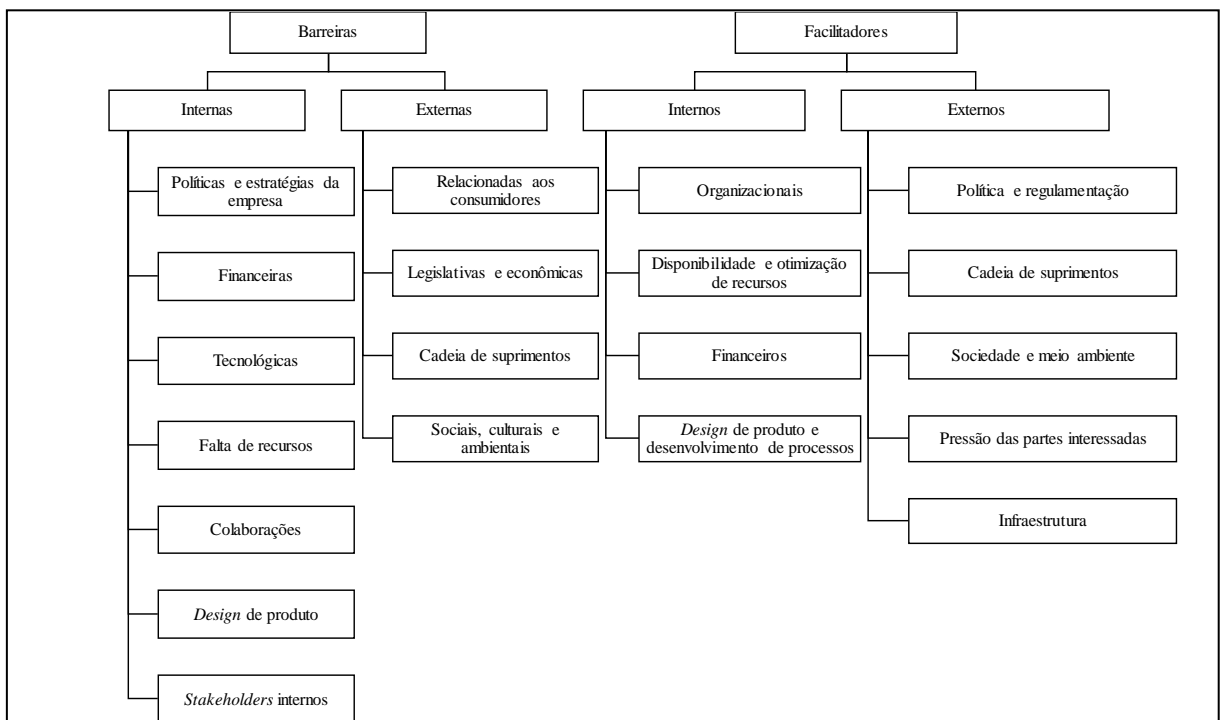 Barreiras
Facilitadores
Internas
Externas
Internos
Externos
Políticas e estratégias da
empresa
Financeiras
Tecnológicas
Falta de recursos
Colaborações
Design de produto
Stakeholders internos
Relacionadas aos
consumidores
Legislativas e econômicas
Cadeia de suprimentos
Sociais, culturais e
ambientais
Organizacionais
Disponibilidade e otimização
de recursos
Financeiros
Design de produto e
desenvolvimento de processos
Política e regulamentação
Cadeia de suprimentos
Sociedade e meio ambiente
Pressão das partes interessadas
Infraestrutura